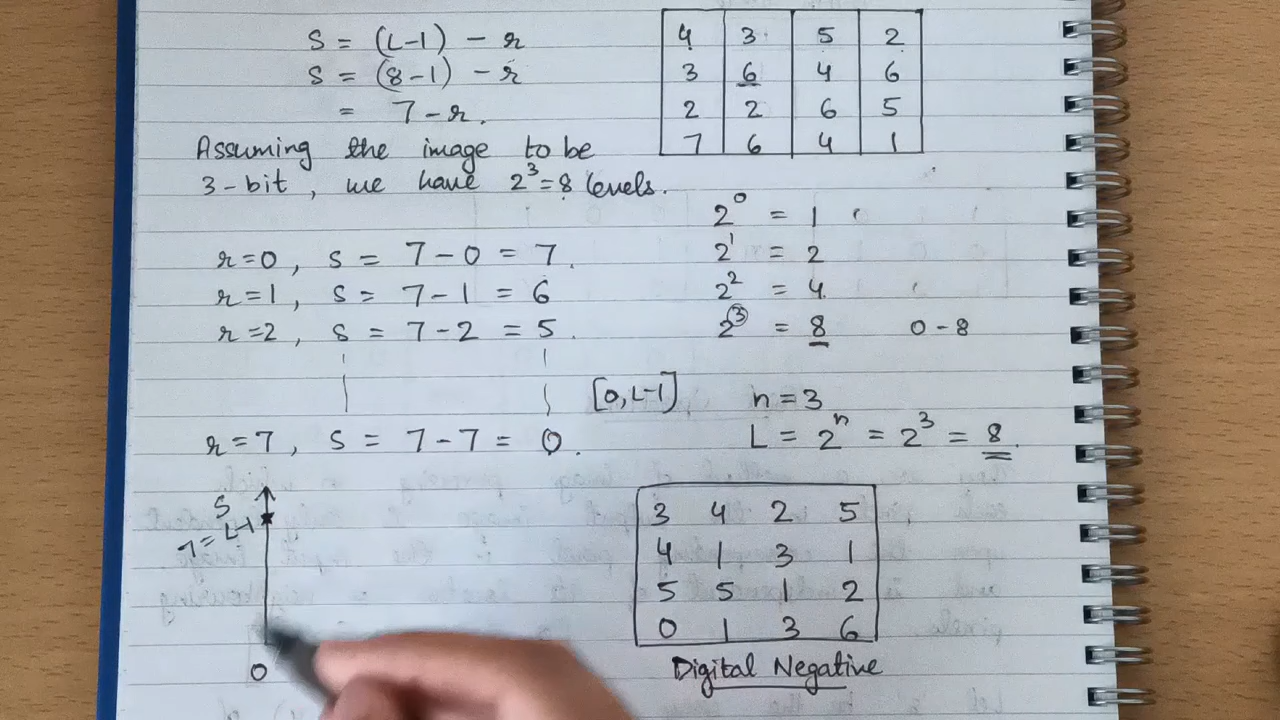 S = (L-1) - r
S = (8-1) - r
= 7 - r.
4 3 5 2
3 6 4 6
2 2 6 5
7 6 4 1
Assuming the image to be
3-bit, we have 2³=8 levels.
2⁰ = 1
2¹ = 2
2² = 4
2³ = 8 0-8
r=0, s = 7-0 = 7.
r=1, s = 7-1 = 6
r=2, s = 7-2 = 5.
r=7, s = 7-7 = 0.
[0, L-1]
n = 3
L = 2ⁿ = 2³ = 8.
S
7 = L-1
0
3 4 2 5
4 1 3 1
5 5 1 2
0 1 3 6
Digital Negative